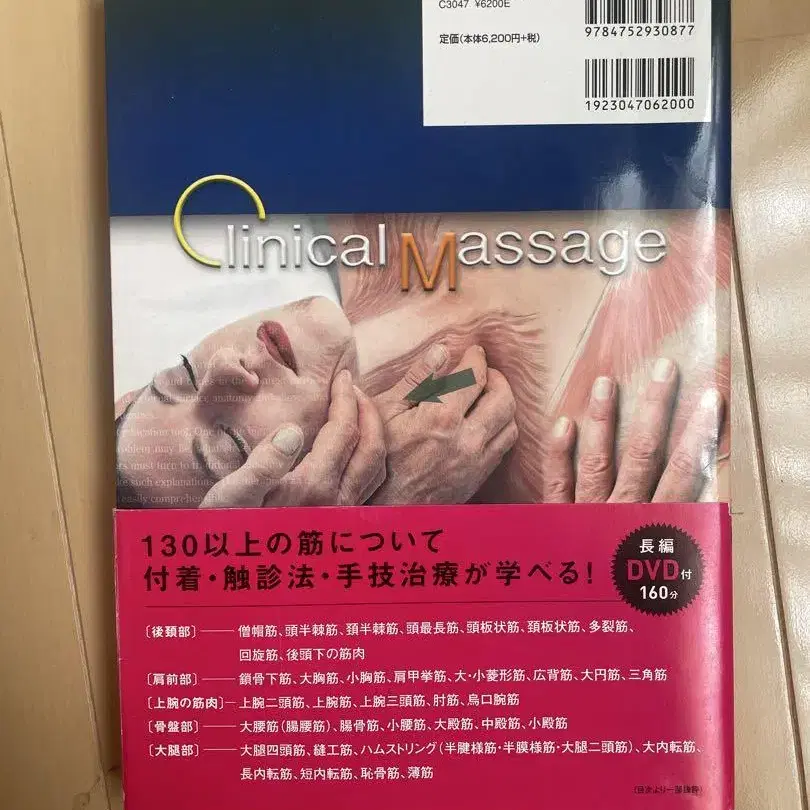 C3047 ¥6200E
定価(本体6,200円+税)
9784752930877
1923047062000
Clinical Massage
130以上の筋について
付着・触診法・手技治療が学べる!
長編
DVD付
160分
〔後頚部〕 ── 僧帽筋、頭半棘筋、頚半棘筋、頭最長筋、頭板状筋、頚板状筋、多裂筋、
回旋筋、後頭下の筋肉
〔肩前部〕 ── 鎖骨下筋、大胸筋、小胸筋、肩甲挙筋、大・小菱形筋、広背筋、大円筋、三角筋
〔上腕の筋肉〕─ 上腕二頭筋、上腕筋、上腕三頭筋、肘筋、烏口腕筋
〔骨盤部〕 ── 大腰筋(腸腰筋)、腸骨筋、小腰筋、大殿筋、中殿筋、小殿筋
〔大腿部〕 ── 大腿四頭筋、縫工筋、ハムストリング(半腱様筋・半膜様筋・大腿二頭筋)、大内転筋、
長内転筋、短内転筋、恥骨筋、薄筋